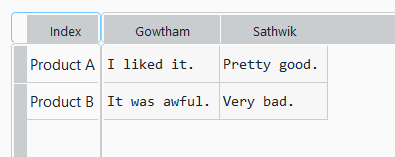 Index Gowtham Sathwik
Product A I liked it. Pretty good.
Product B It was awful. Very bad.